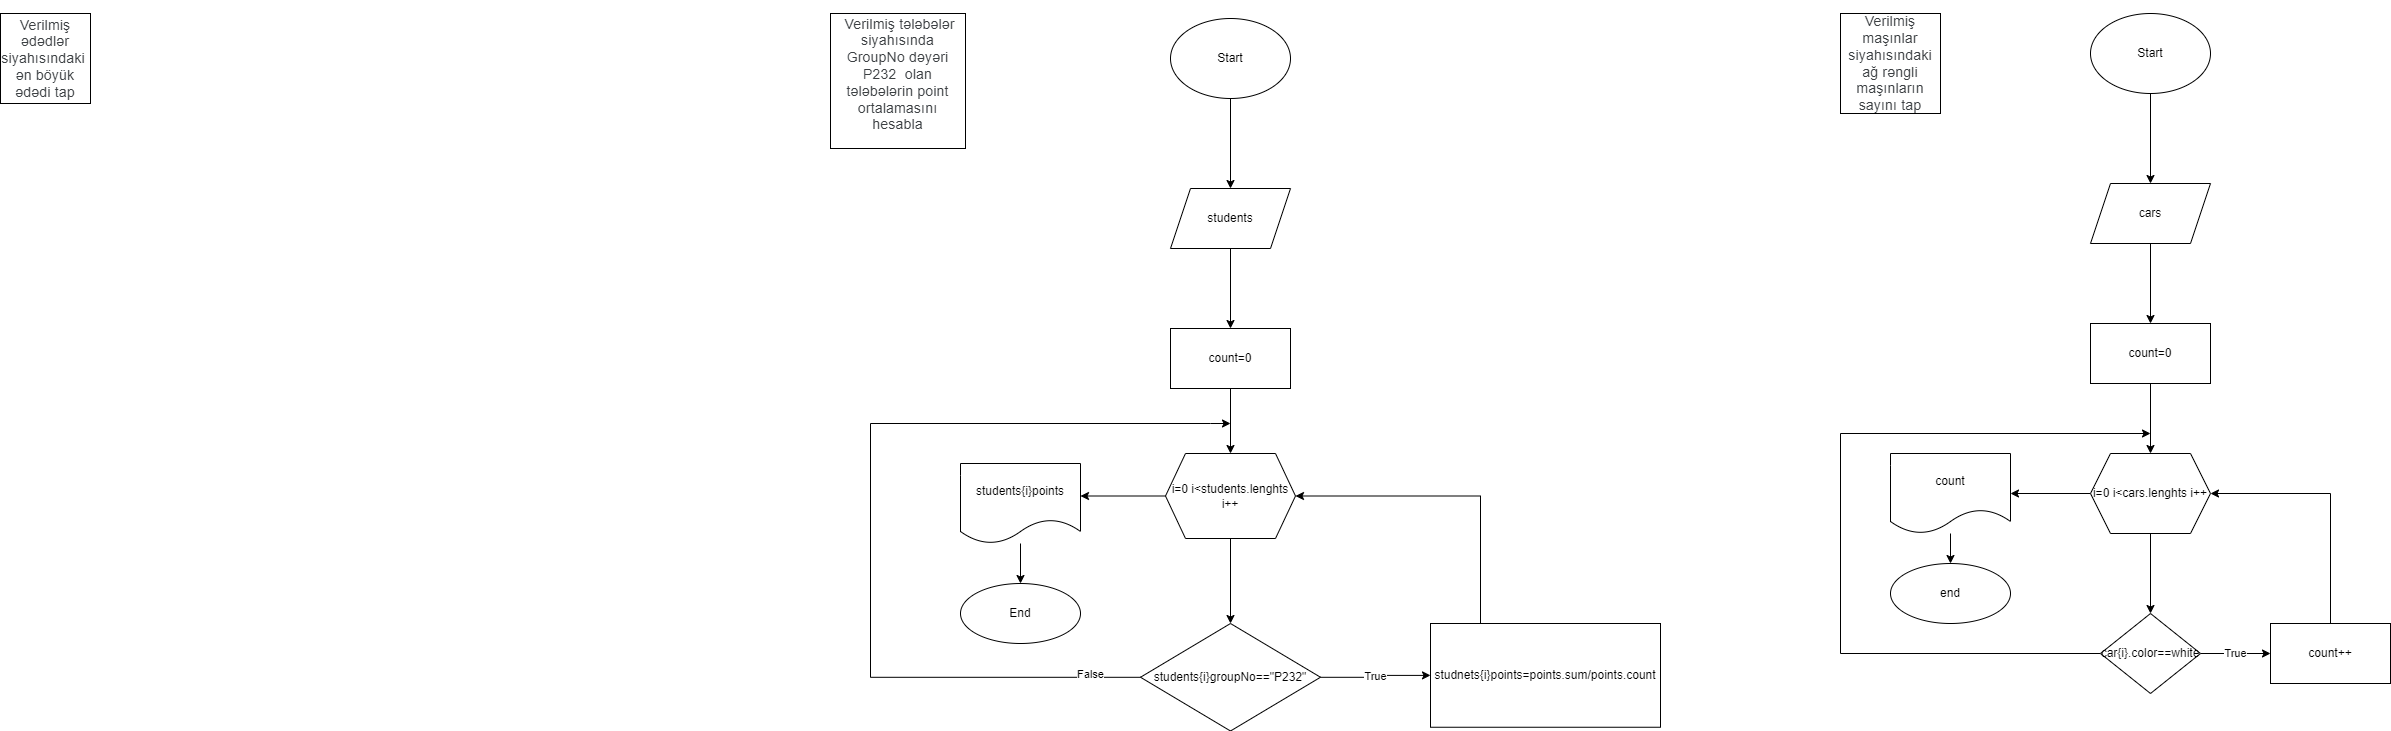 Verilmiş
ədədlər
siyahısındaki
ən böyük
ədədi tap
Verilmiş tələbələr
siyahısında
GroupNo dəyəri
P232 olan
tələbələrin point
ortalamasını
hesabla
Start
students
count=0
i=0 i<students.lenghts
i++
students{i}points
End
students{i}groupNo=="P232"
False
True
studnets{i}points=points.sum/points.count
Verilmiş
maşınlar
siyahısındaki
ağ rəngli
maşınların
sayını tap
Start
cars
count=0
i=0 i<cars.lenghts i++
count
end
car{i}.color==white
True
count++